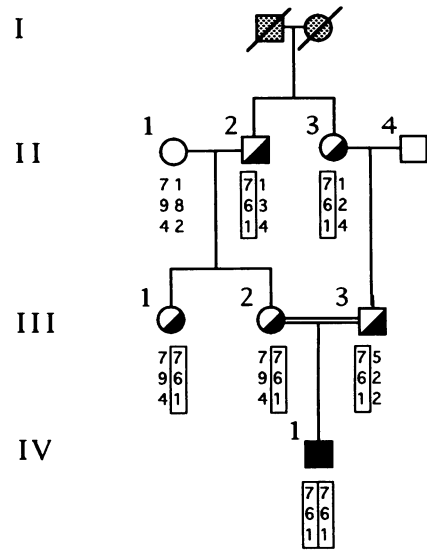 I
1 2 3 4
II
7 1 7 1 7 1
9 8 6 3 6 2
4 2 1 4 1 4
1 2 3
III
7 7 7 7 7 5
9 6 9 6 6 2
4 1 4 1 1 2
1
IV
7 7
6 6
1 1